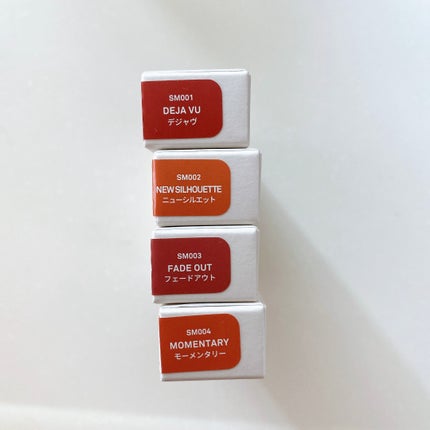 SM001
DEJA VU
デジャヴ
SM002
NEW SILHOUETTE
ニューシルエット
SM003
FADE OUT
フェードアウト
SM004
MOMENTARY
モーメンタリー